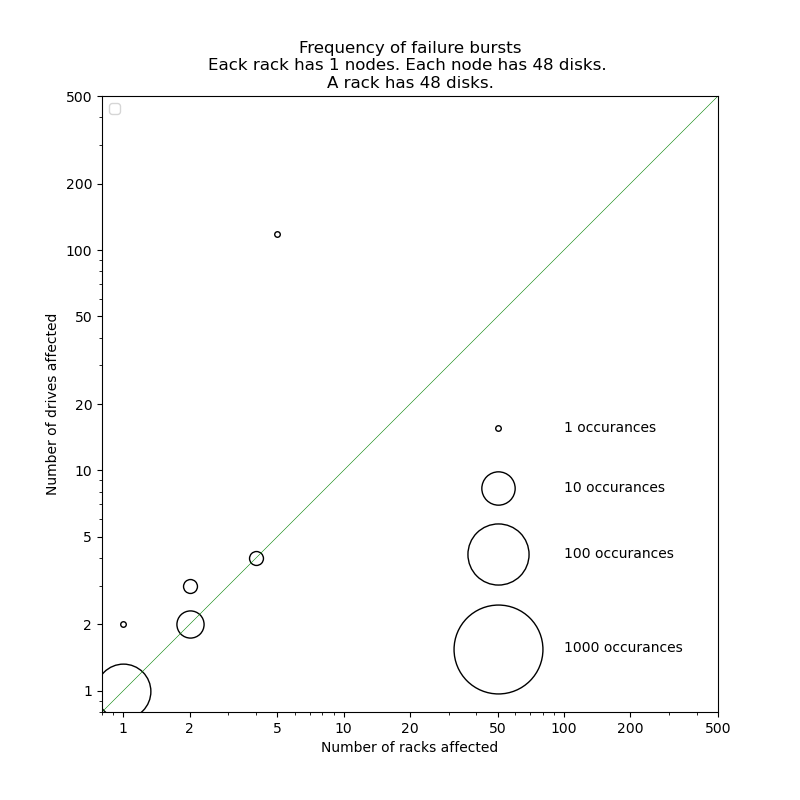 Frequency of failure bursts
Eack rack has 1 nodes. Each node has 48 disks.
A rack has 48 disks.
500
200
100
50
20
10
5
2
1
Number of drives affected
1 occurances
10 occurances
100 occurances
1000 occurances
1
2
5
10
20
50
100
200
500
Number of racks affected